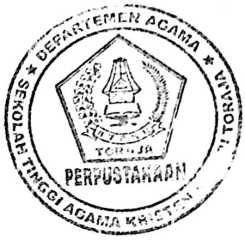 DEPARTEMEN AGAMA
SEKOLAH TINGGI AGAMA KRISTEN
TORAJA
TORAJA
PERPUSTAKAAN